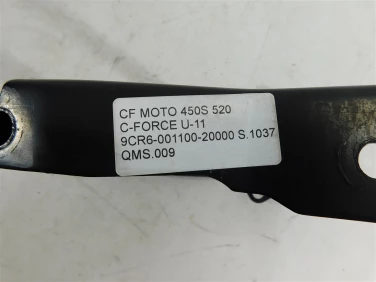 CF MOTO 450S 520
C-FORCE U-11
9CR6-001100-20000 S.1037
QMS.009